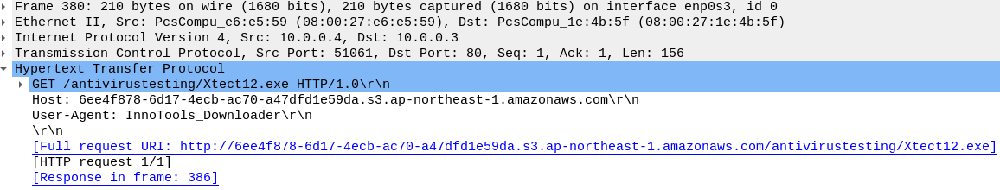 Frame 380: 210 bytes on wire (1680 bits), 210 bytes captured (1680 bits) on interface enp0s3, id 0
Ethernet II, Src: PcsCompu_e6:e5:59 (08:00:27:e6:e5:59), Dst: PcsCompu_1e:4b:5f (08:00:27:1e:4b:5f)
Internet Protocol Version 4, Src: 10.0.0.4, Dst: 10.0.0.3
Transmission Control Protocol, Src Port: 51061, Dst Port: 80, Seq: 1, Ack: 1, Len: 156
Hypertext Transfer Protocol
GET /antivirustesting/Xtect12.exe HTTP/1.0\r\n
Host: 6ee4f878-6d17-4ecb-ac70-a47dfd1e59da.s3.ap-northeast-1.amazonaws.com\r\n
User-Agent: InnoTools_Downloader\r\n
\r\n
[Full request URI: http://6ee4f878-6d17-4ecb-ac70-a47dfd1e59da.s3.ap-northeast-1.amazonaws.com/antivirustesting/Xtect12.exe]
[HTTP request 1/1]
[Response in frame: 386]